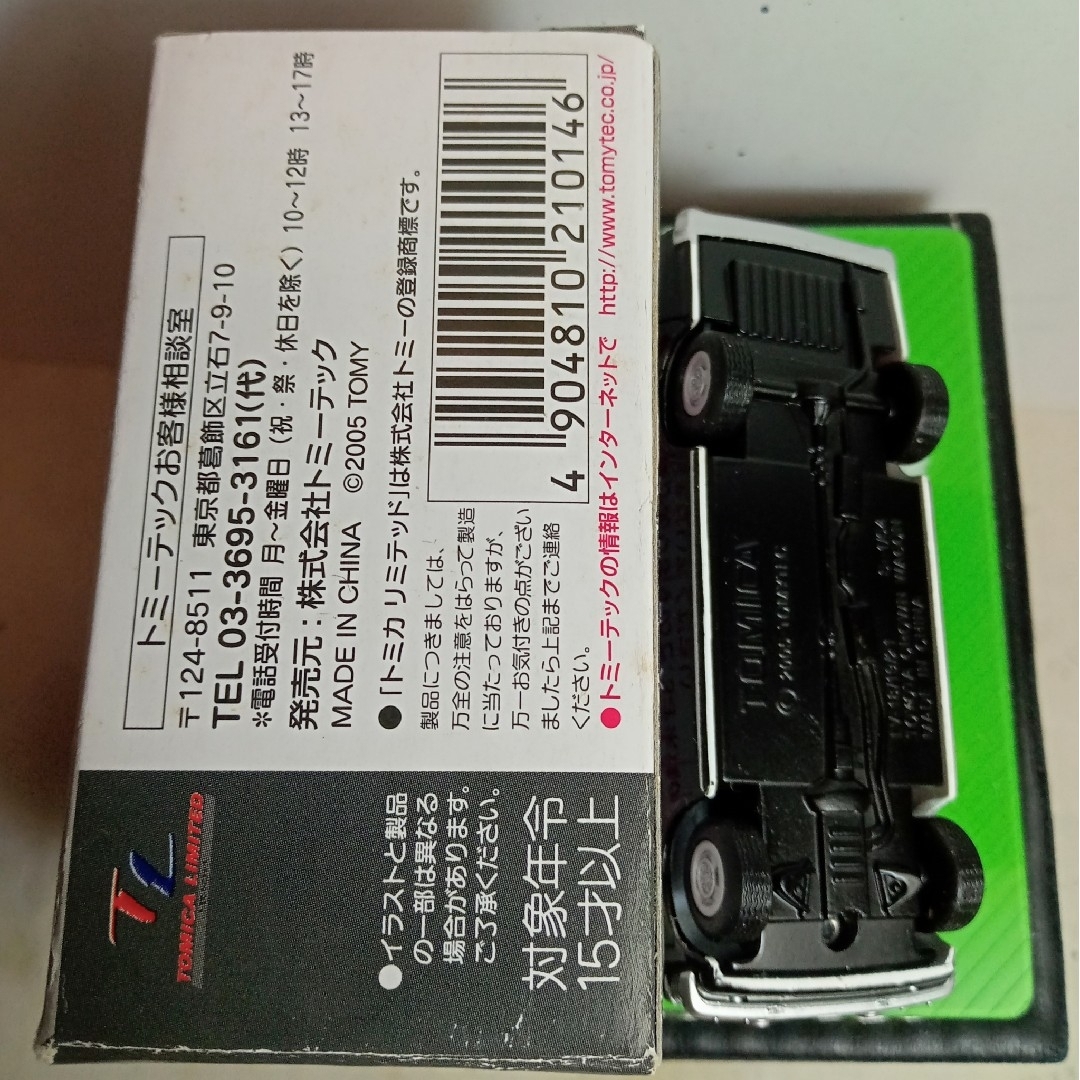 トミーテックお客様相談室
〒124-8511 東京都葛飾区立石7-9-10
TEL 03-3695-3161(代)
※電話受付時間 月〜金曜日（祝・祭・休日を除く）10〜12時 13〜17時
発売元：株式会社トミーテック
MADE IN CHINA ©2005 TOMY
●「トミカ リミテッド」は株式会社トミーの登録商標です。
製品につきましては、
万全の注意をはらって製造
に当たっておりますが、
万一お気付きの点がござい
ましたら上記までご連絡
ください。
4 904810 210146
●トミーテックの情報はインターネットで http://www.tomytec.co.jp/
TL
TOMICA LIMITED
●イラストと製品
の一部は異なる
場合があります。
ご了承ください。
対象年令
15才以上
TOMICA
MADE IN CHINA